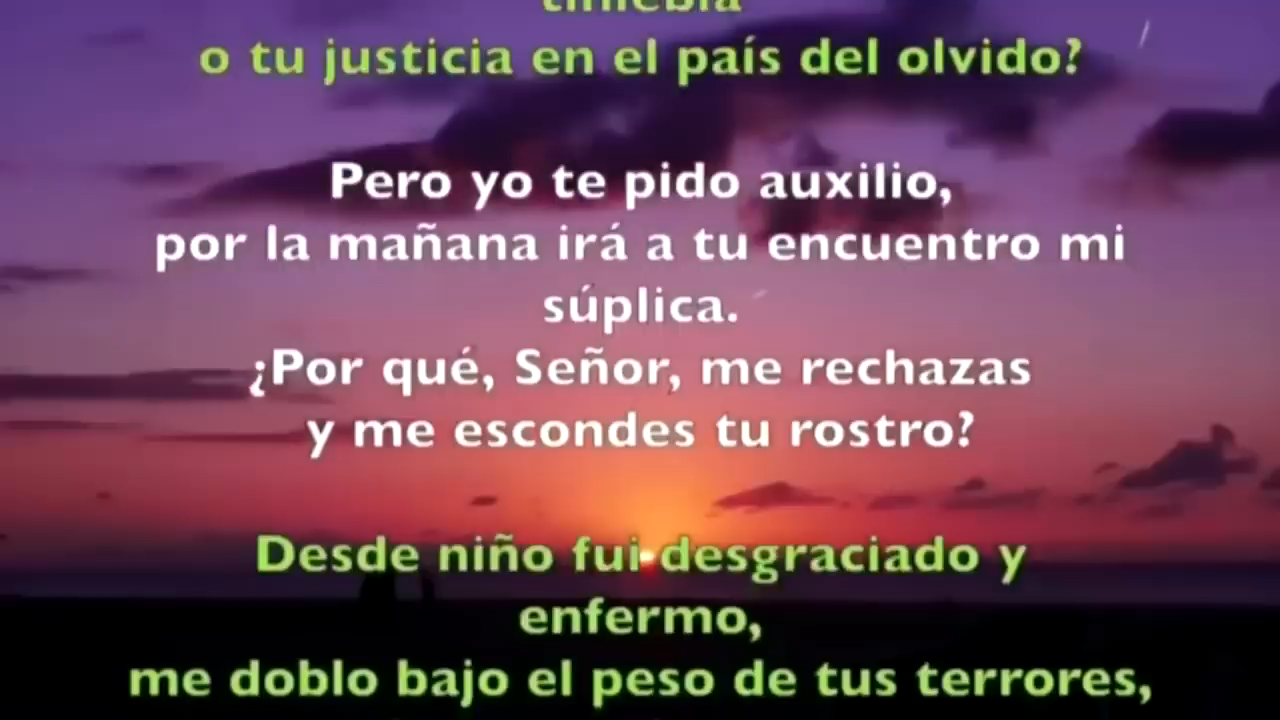 o tu justicia en el país del olvido?
Pero yo te pido auxilio,
por la mañana irá a tu encuentro mi
súplica.
¿Por qué, Señor, me rechazas
y me escondes tu rostro?
Desde niño fui desgraciado y
enfermo,
me doblo bajo el peso de tus terrores,